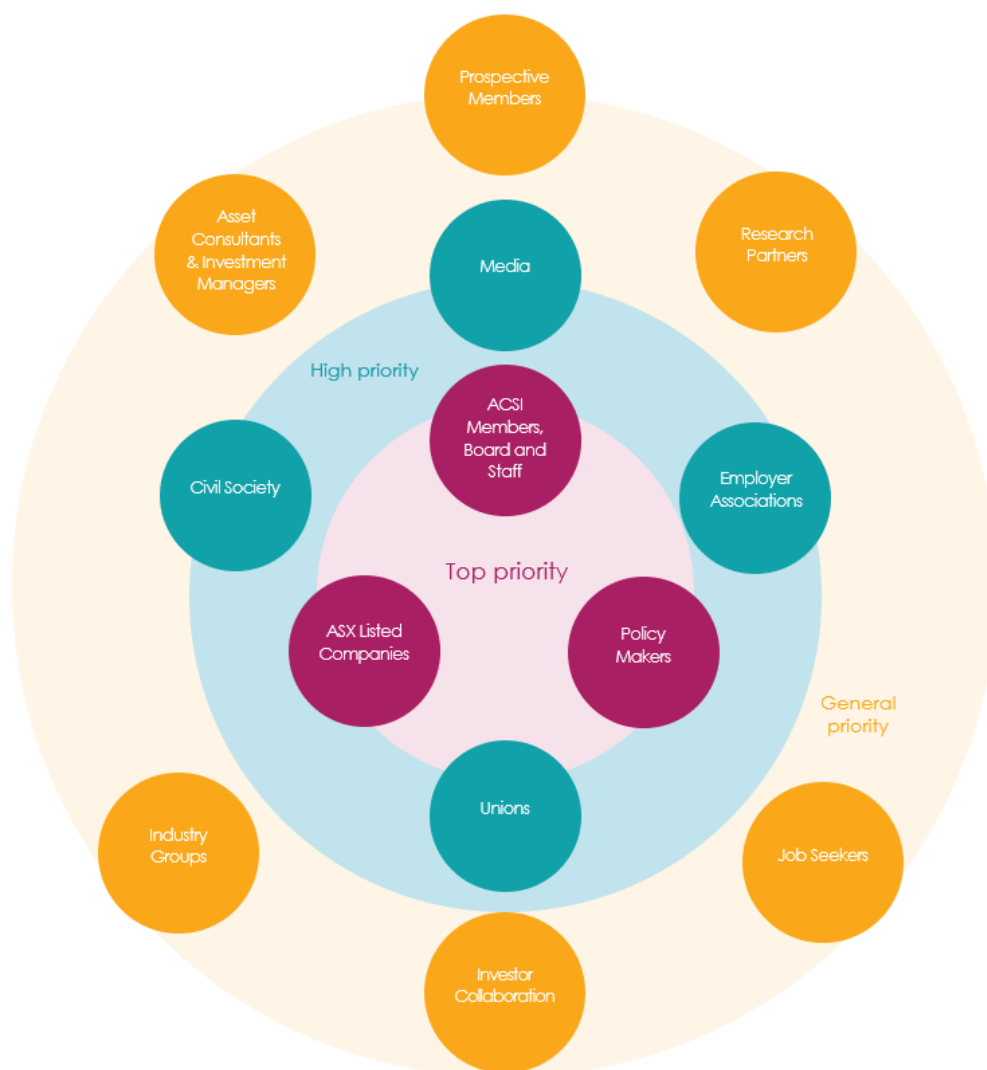 Prospective
Members
Asset
Consultants
& Investment
Managers
Research
Partners
Media
High priority
ACSI
Members,
Board and
Staff
Civil Society
Employer
Associations
Top priority
ASX Listed
Companies
Policy
Makers
General
priority
Unions
Industry
Groups
Job Seekers
Investor
Collaboration